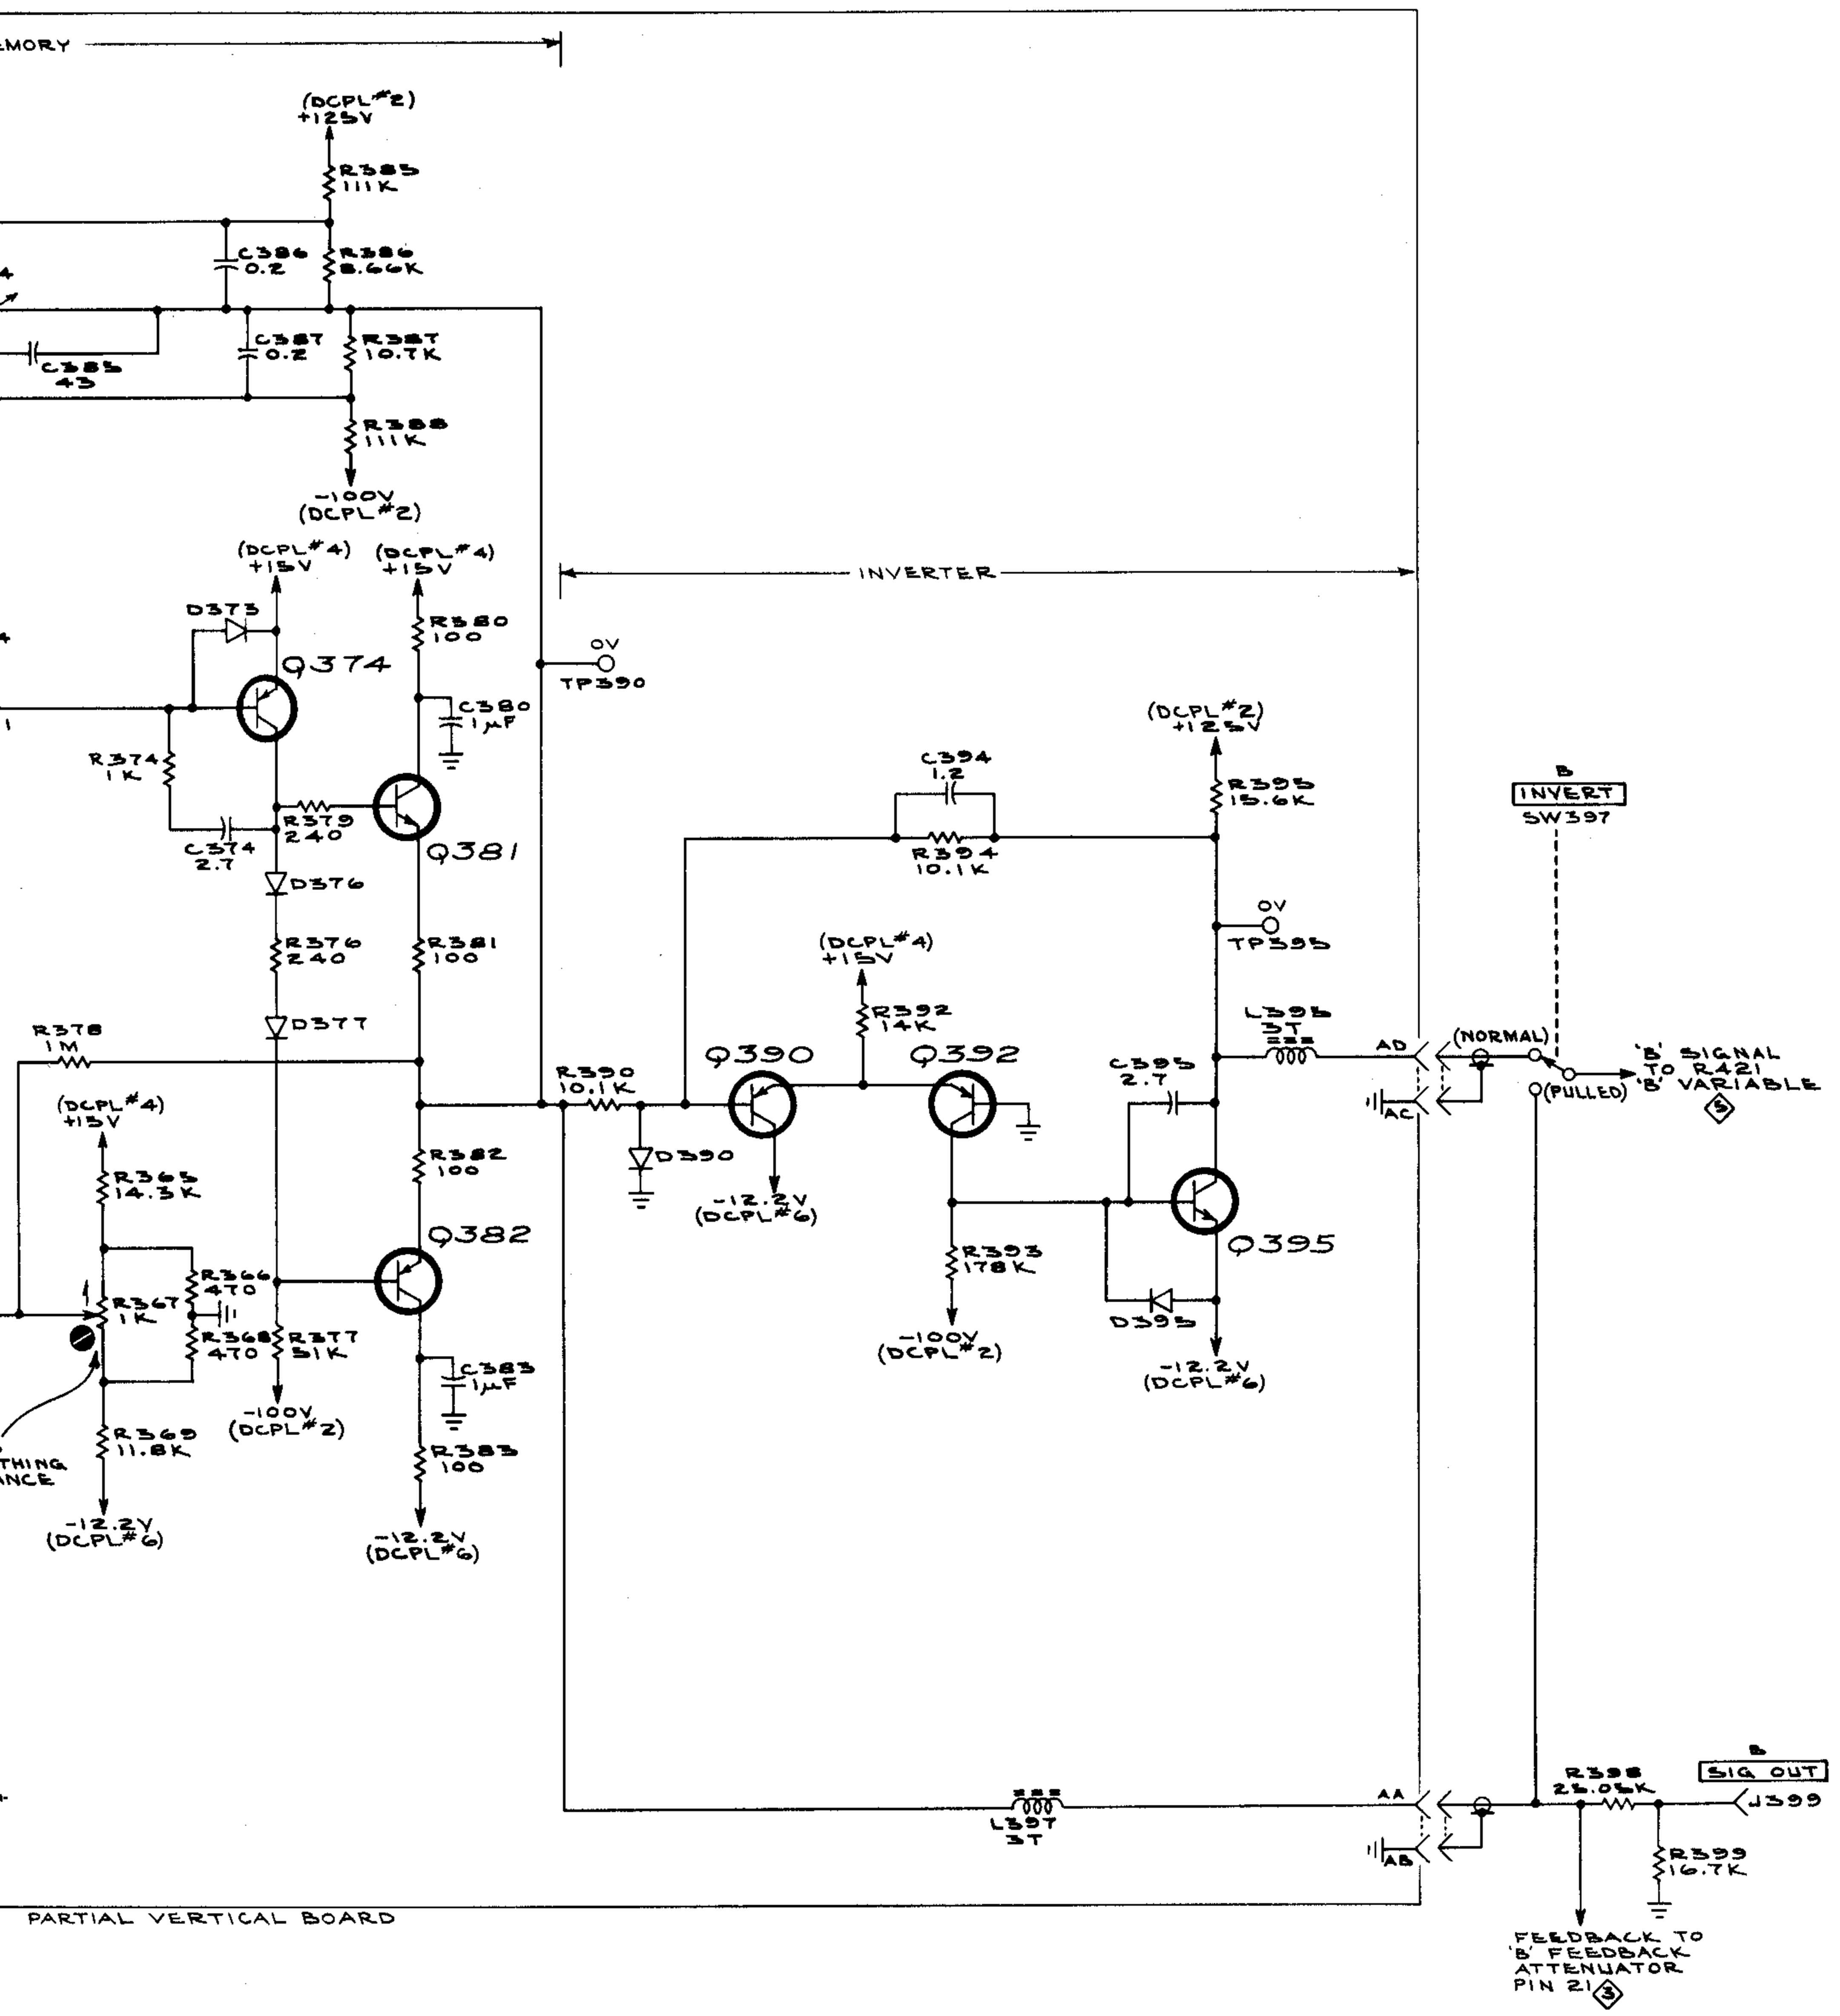 EMORY
(DCPL#2)
+125V
R385
111K
C386
0.2
R386
8.66K
4
C387
0.2
R387
10.7K
C385
43
R388
111K
-100V
(DCPL#2)
(DCPL#4)
+15V
(DCPL#4)
+15V
INVERTER
D373
R380
100
Q374
0V
TP390
C380
1µF
(DCPL#2)
+125V
R374
1K
C394
1.2
R395
15.6K
B
INVERT
SW397
R379
240
C374
2.7
Q381
R394
10.1K
D376
0V
TP395
R376
240
R381
100
(DCPL#4)
+15V
R392
14K
L395
3T
D377
R378
1M
AD
(NORMAL)
'B' SIGNAL
TO R421
'B' VARIABLE
5
Q390
Q392
C395
2.7
R390
10.1K
(PULLED)
AC
(DCPL#4)
+15V
D390
R382
100
R365
14.3K
-12.2V
(DCPL#6)
Q382
Q395
R393
178K
R366
470
R367
1K
D395
R368
470
R377
51K
-100V
(DCPL#2)
C383
1µF
-12.2V
(DCPL#6)
-100V
(DCPL#2)
R369
11.8K
R383
100
THING
ANCE
-12.2V
(DCPL#6)
-12.2V
(DCPL#6)
B
SIG OUT
R398
25.05K
AA
J399
L397
3T
AB
R399
16.7K
PARTIAL VERTICAL BOARD
FEEDBACK TO
'B' FEEDBACK
ATTENUATOR
PIN 21
3